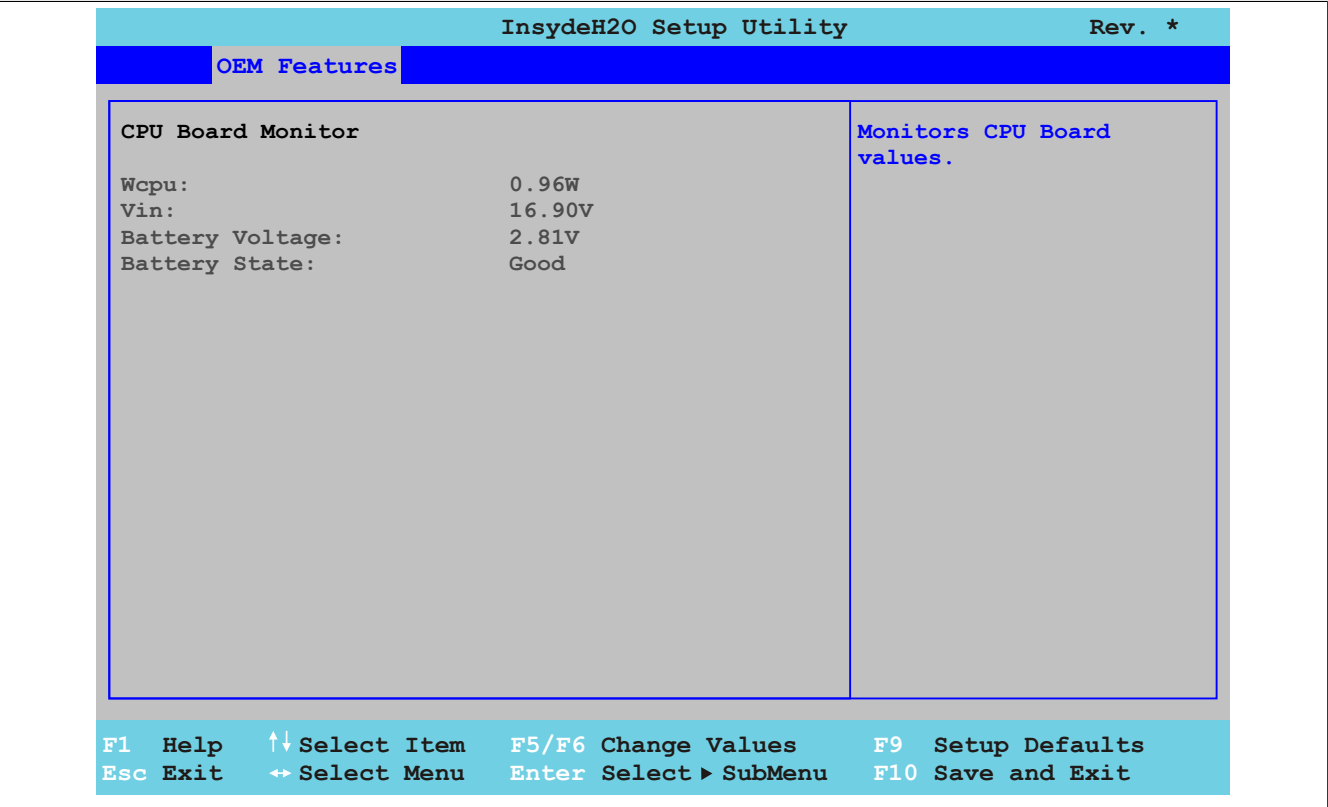 InsydeH2O Setup Utility Rev. *
OEM Features
CPU Board Monitor
Monitors CPU Board
values.
Wcpu: 0.96W
Vin: 16.90V
Battery Voltage: 2.81V
Battery State: Good
F1 Help ↑↓ Select Item F5/F6 Change Values F9 Setup Defaults
Esc Exit ↔ Select Menu Enter Select ▶ SubMenu F10 Save and Exit